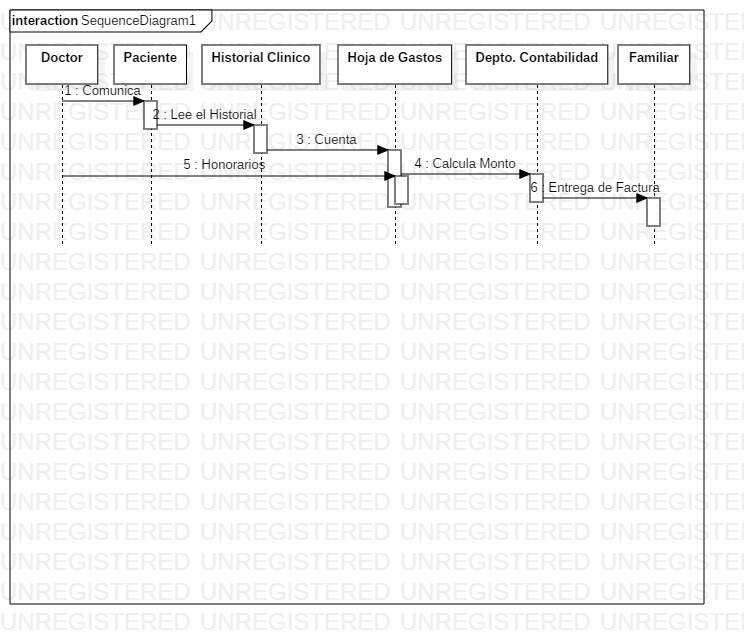 interaction SequenceDiagram1
Doctor
Paciente
Historial Clinico
Hoja de Gastos
Depto. Contabilidad
Familiar
1 : Comunica
2 : Lee el Historial
3 : Cuenta
5 : Honorarios
4 : Calcula Monto
6 : Entrega de Factura
UNREGISTERED UNREGISTERED UNREGISTERED UNREGISTERED